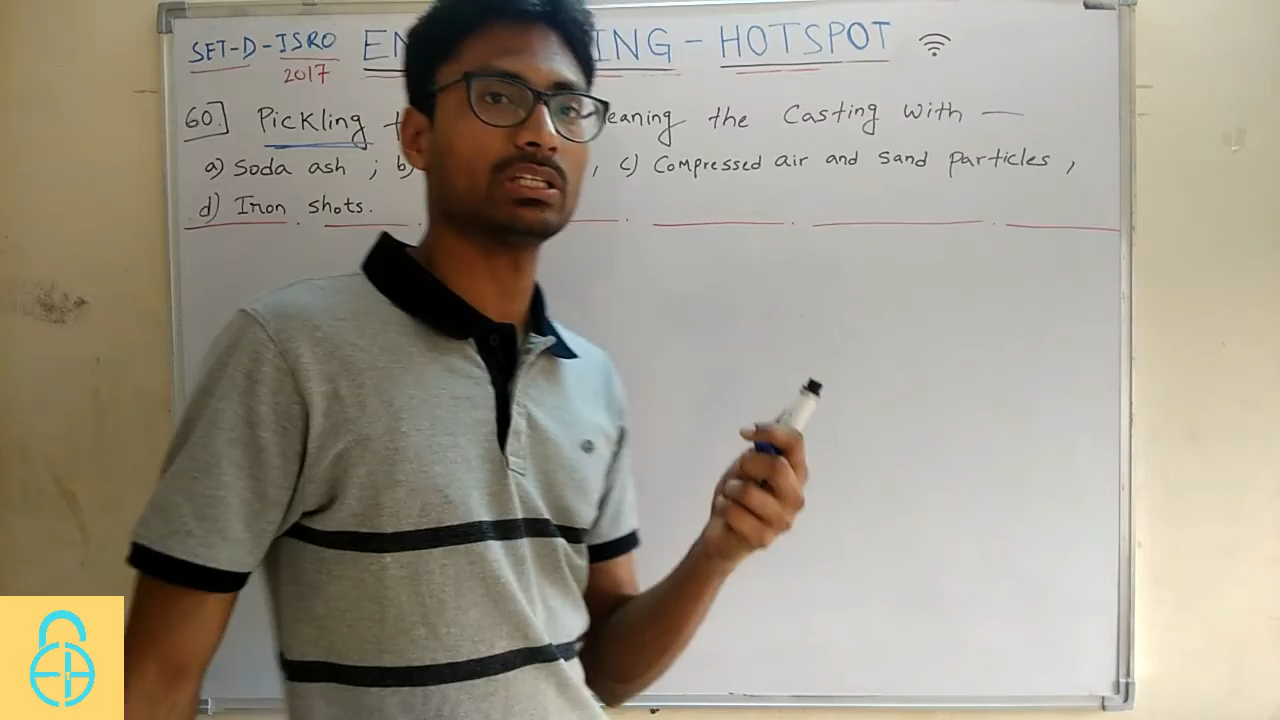 SET-D-ISRO EN ING - HOTSPOT
2017
60.] Pickling eaning the Casting with —
a) Soda ash ; b) , c) Compressed air and sand particles ,
d) Iron shots.